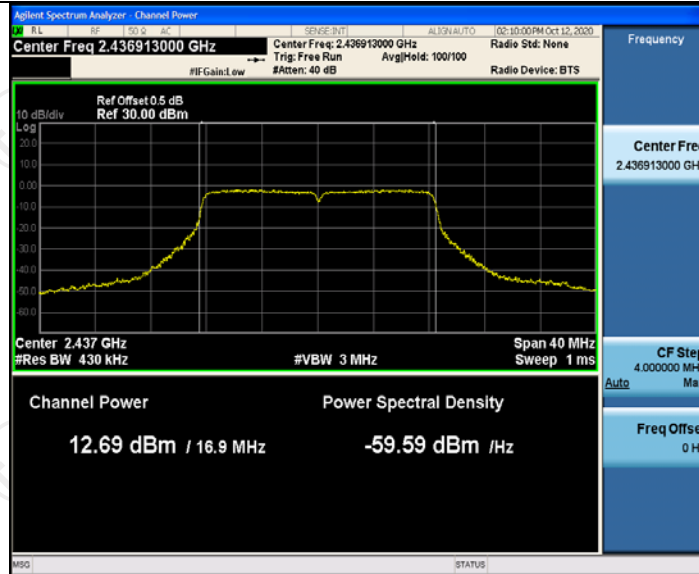 Agilent Spectrum Analyzer - Channel Power
RL RF 50 Ω AC SENSE:INT ALIGN AUTO 02:10:00 PM Oct 12, 2020
Center Freq 2.436913000 GHz
Center Freq: 2.436913000 GHz
Radio Std: None
Trig: Free Run Avg|Hold: 100/100
#IFGain:Low #Atten: 40 dB Radio Device: BTS
Ref Offset 0.5 dB
10 dB/div Ref 30.00 dBm
Log
20.0
10.0
0.00
-10.0
-20.0
-30.0
-40.0
-50.0
-60.0
Center 2.437 GHz Span 40 MHz
#Res BW 430 kHz #VBW 3 MHz Sweep 1 ms
Channel Power Power Spectral Density
12.69 dBm / 16.9 MHz -59.59 dBm /Hz
MSG STATUS
Frequency
Center Fre
2.436913000 GH
CF Step
4.000000 MH
Auto Ma
Freq Offse
0 H